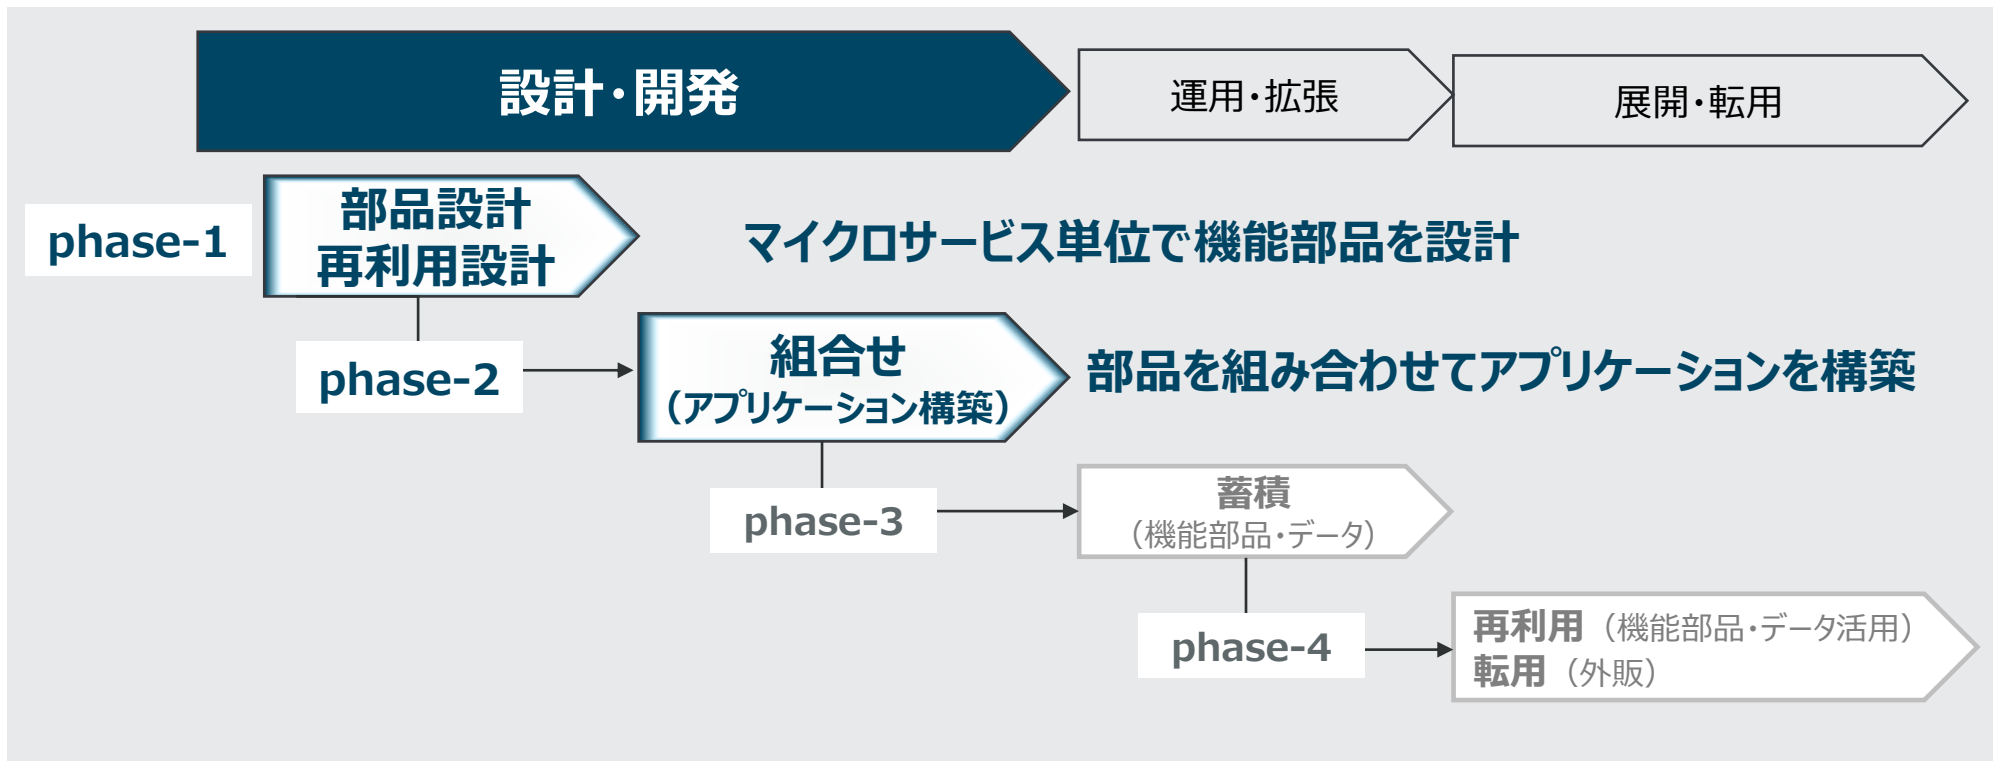 設計・開発
運用・拡張
展開・転用
phase-1
部品設計
再利用設計
マイクロサービス単位で機能部品を設計
phase-2
組合せ
（アプリケーション構築）
部品を組み合わせてアプリケーションを構築
phase-3
蓄積
（機能部品・データ）
phase-4
再利用（機能部品・データ活用）
転用（外販）